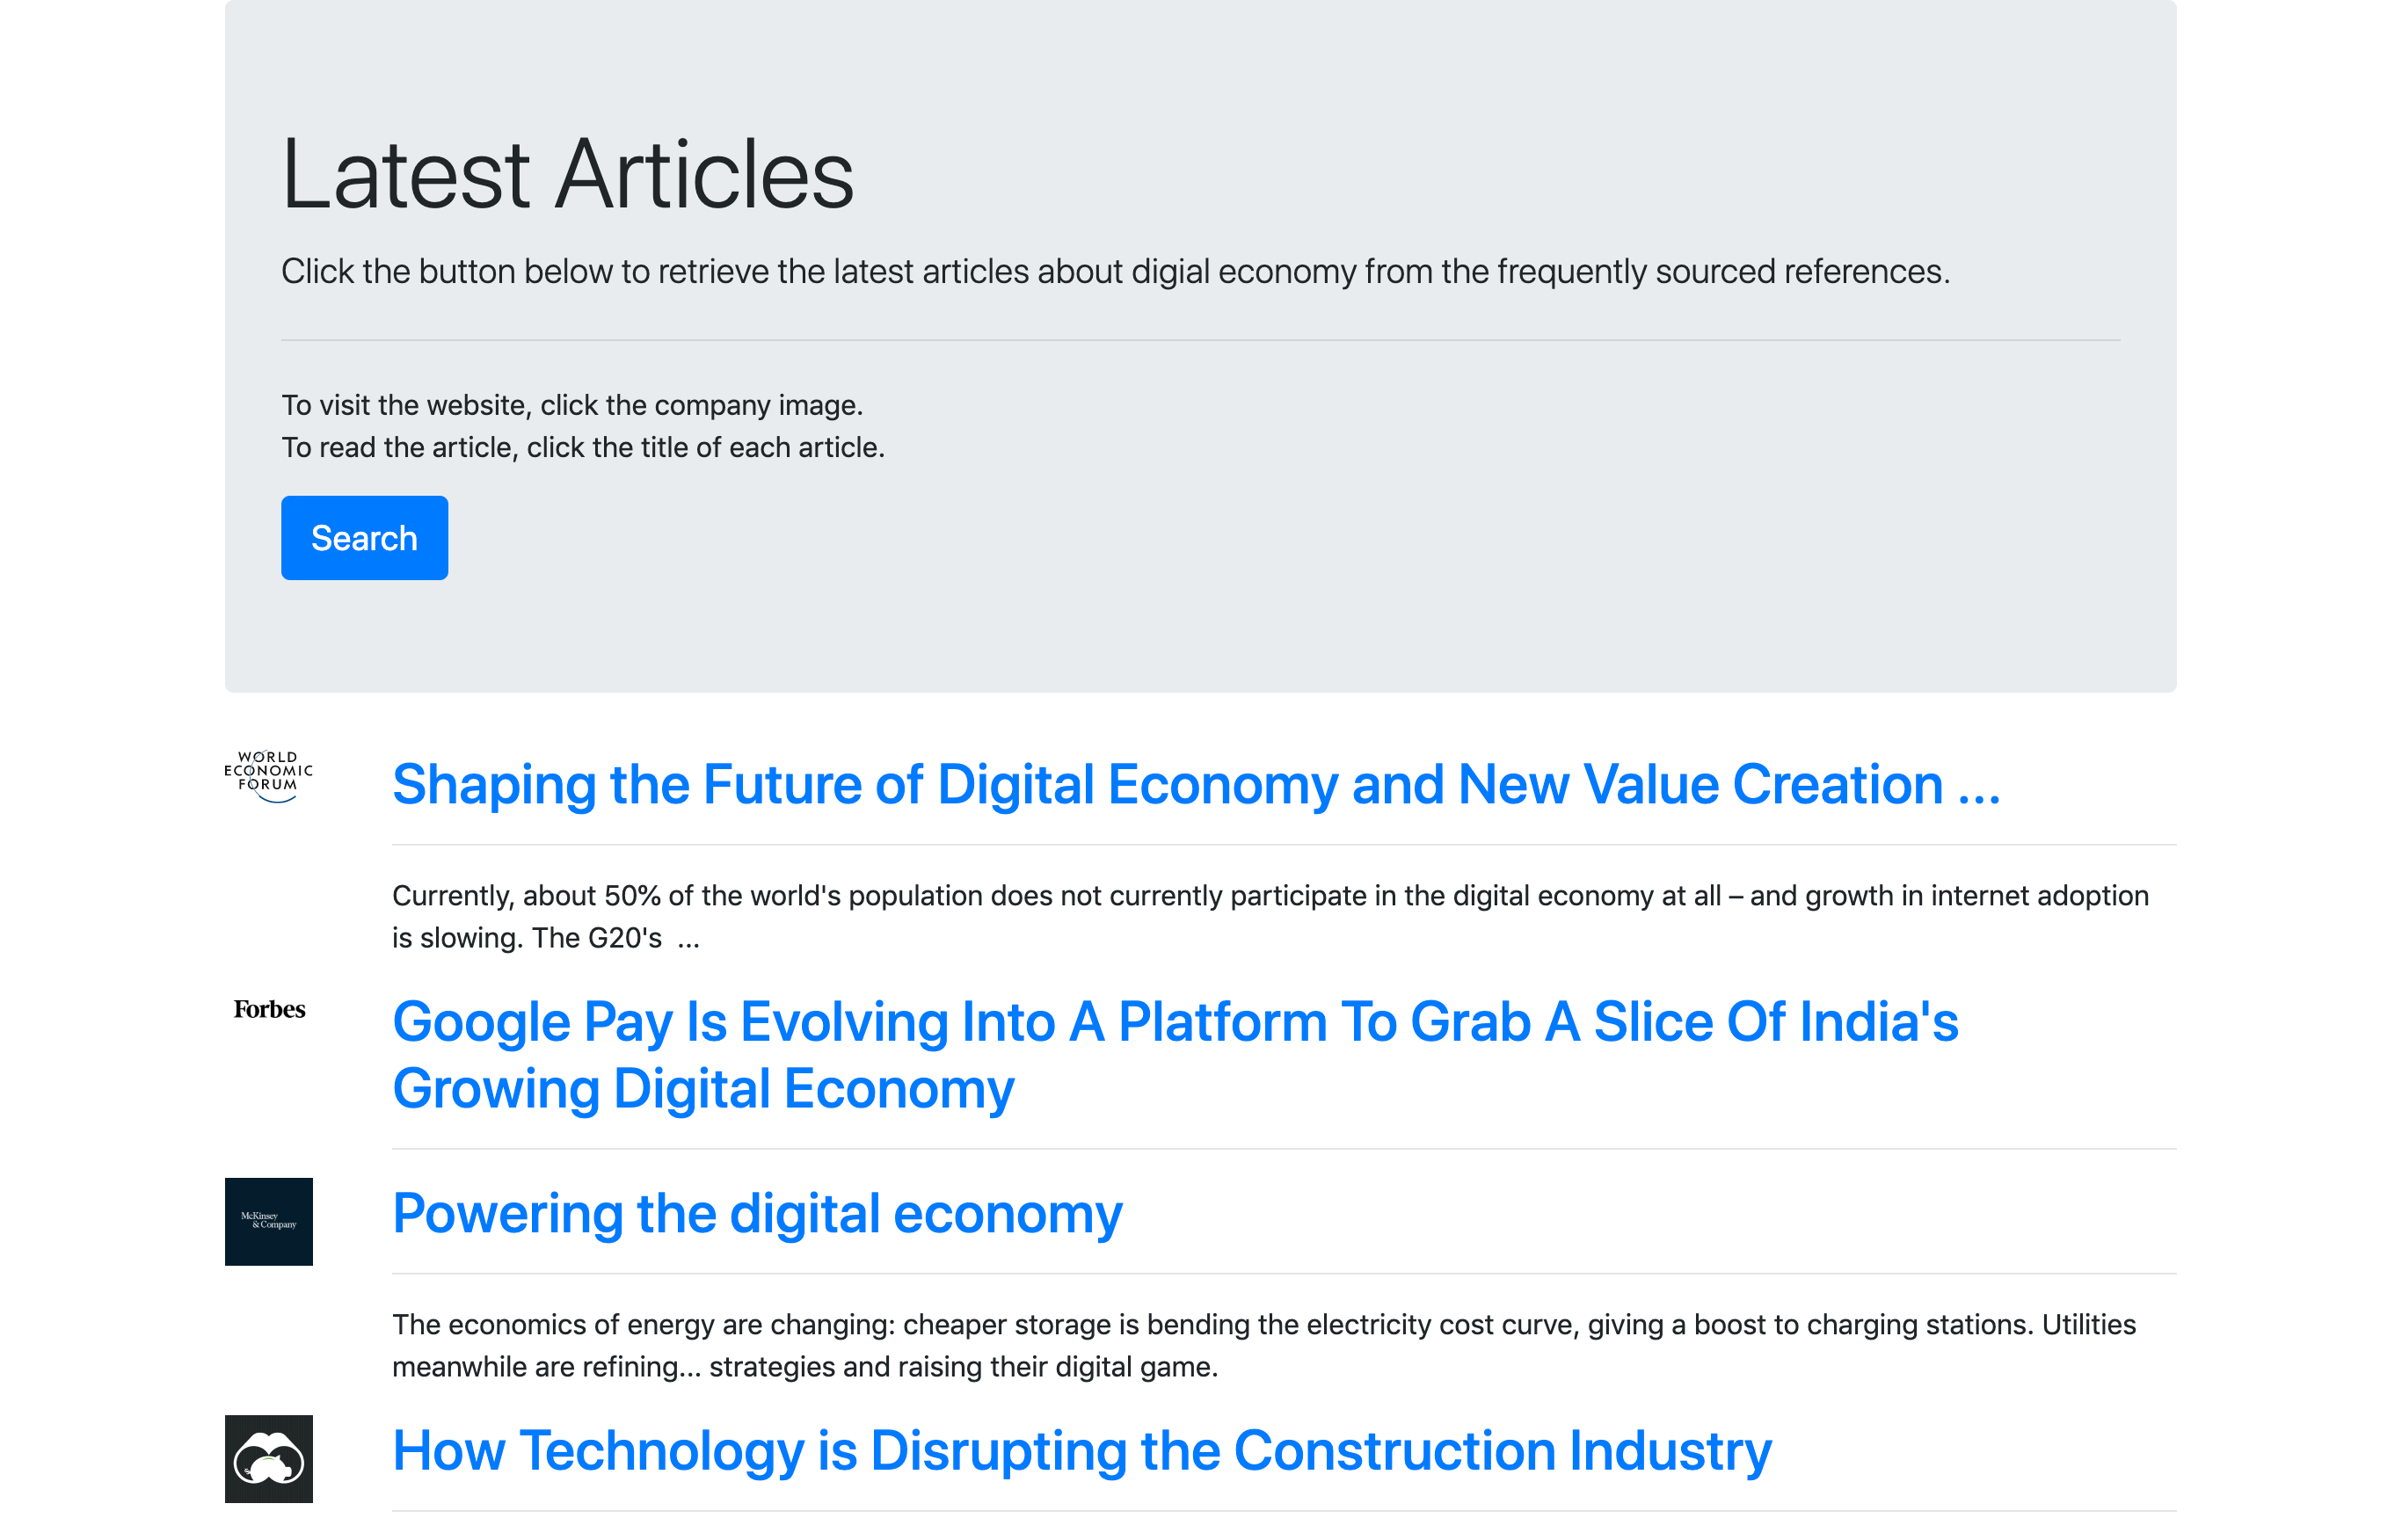 Latest Articles
Click the button below to retrieve the latest articles about digial economy from the frequently sourced references.
To visit the website, click the company image.
To read the article, click the title of each article.
Search
WORLD
ECONOMIC
FORUM
Shaping the Future of Digital Economy and New Value Creation ...
Currently, about 50% of the world's population does not currently participate in the digital economy at all – and growth in internet adoption
is slowing. The G20's  ...
Forbes
Google Pay Is Evolving Into A Platform To Grab A Slice Of India's
Growing Digital Economy
McKinsey
& Company
Powering the digital economy
The economics of energy are changing: cheaper storage is bending the electricity cost curve, giving a boost to charging stations. Utilities
meanwhile are refining... strategies and raising their digital game.
How Technology is Disrupting the Construction Industry